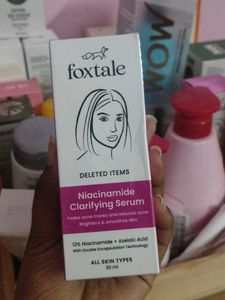 foxtale
DELETED ITEMS
Niacinamide
Clarifying Serum
Fades acne marks and reduces acne
Brightens & smoothes skin
12% Niacinamide + Azelaic Acid
With Double Encapsulation Technology
ALL SKIN TYPES
30 ml
WOW